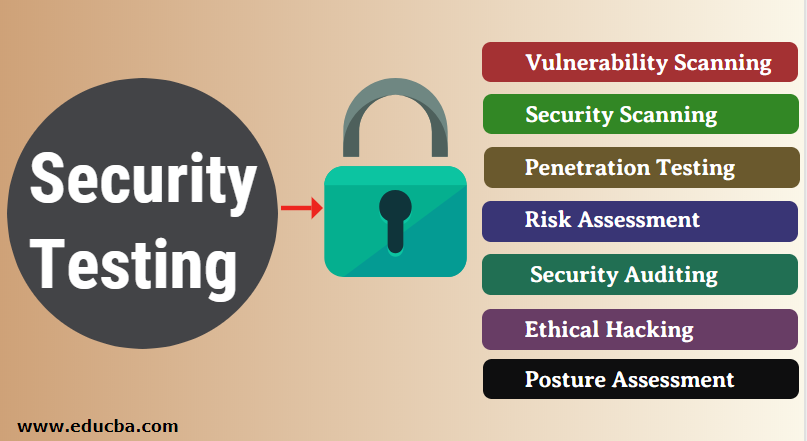 Security
Testing
Vulnerability Scanning
Security Scanning
Penetration Testing
Risk Assessment
Security Auditing
Ethical Hacking
Posture Assessment
www.educba.com